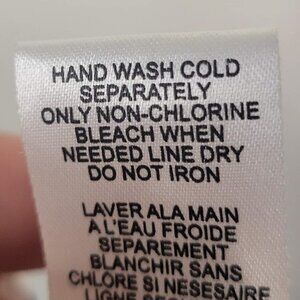 HAND WASH COLD
SEPARATELY
ONLY NON-CHLORINE
BLEACH WHEN
NEEDED LINE DRY
DO NOT IRON
LAVER ALA MAIN
A L'EAU FROIDE
SEPAREMENT
BLANCHIR SANS
CHLORE SI NESESAIRE
LIGNE